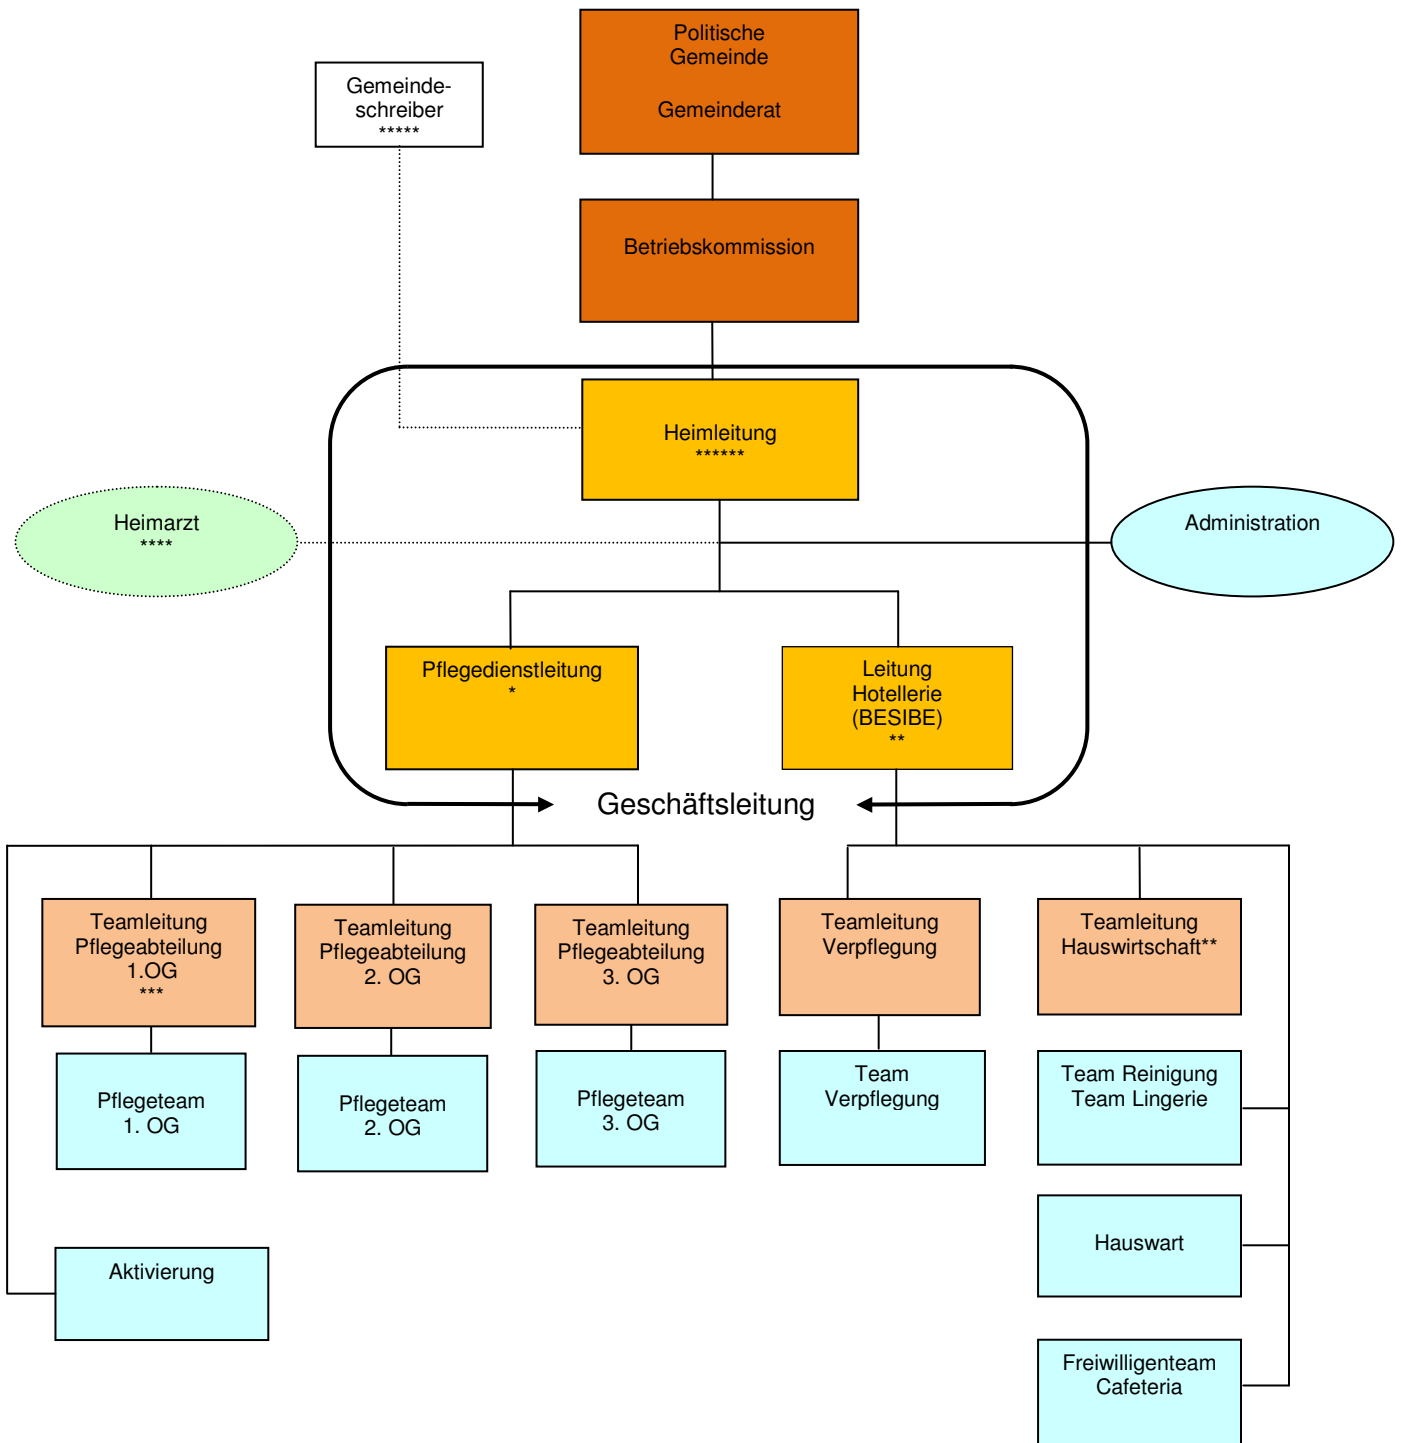 Politische
Gemeinde
Gemeinderat
Gemeinde-
schreiber
*****
Betriebskommission
Heimleitung
******
Heimarzt
****
Administration
Pflegedienstleitung
*
Leitung
Hotellerie
(BESIBE)
**
Geschäftsleitung
Teamleitung
Pflegeabteilung
1.OG
***
Teamleitung
Pflegeabteilung
2. OG
Teamleitung
Pflegeabteilung
3. OG
Teamleitung
Verpflegung
Teamleitung
Hauswirtschaft**
Pflegeteam
1. OG
Pflegeteam
2. OG
Pflegeteam
3. OG
Team
Verpflegung
Team Reinigung
Team Lingerie
Hauswart
Aktivierung
Freiwilligenteam
Cafeteria